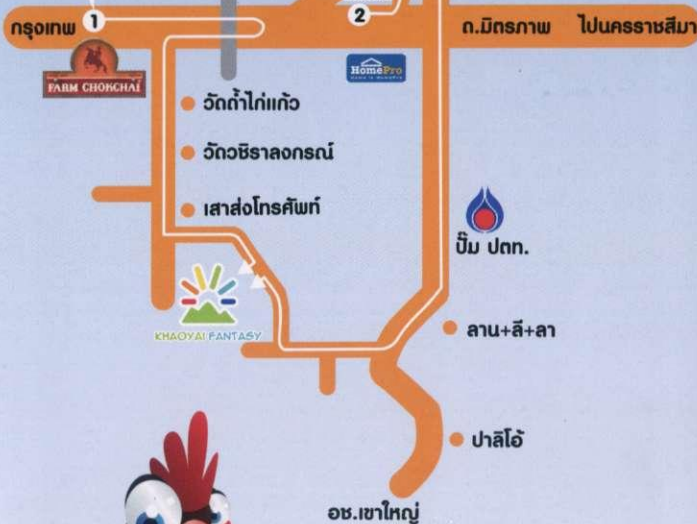 กรุงเทพ 1
2
ถ.มิตรภาพ ไปนครราชสีมา
FARM CHOKCHAI
HomePro
วัดถ้ำไก่แก้ว
วัดวชิราลงกรณ์
เสาส่งโทรศัพท์
ปั๊ม ปตท.
KHAOYAI FANTASY
ลาน+ลี+ลา
ปาลิโอ้
อช.เขาใหญ่